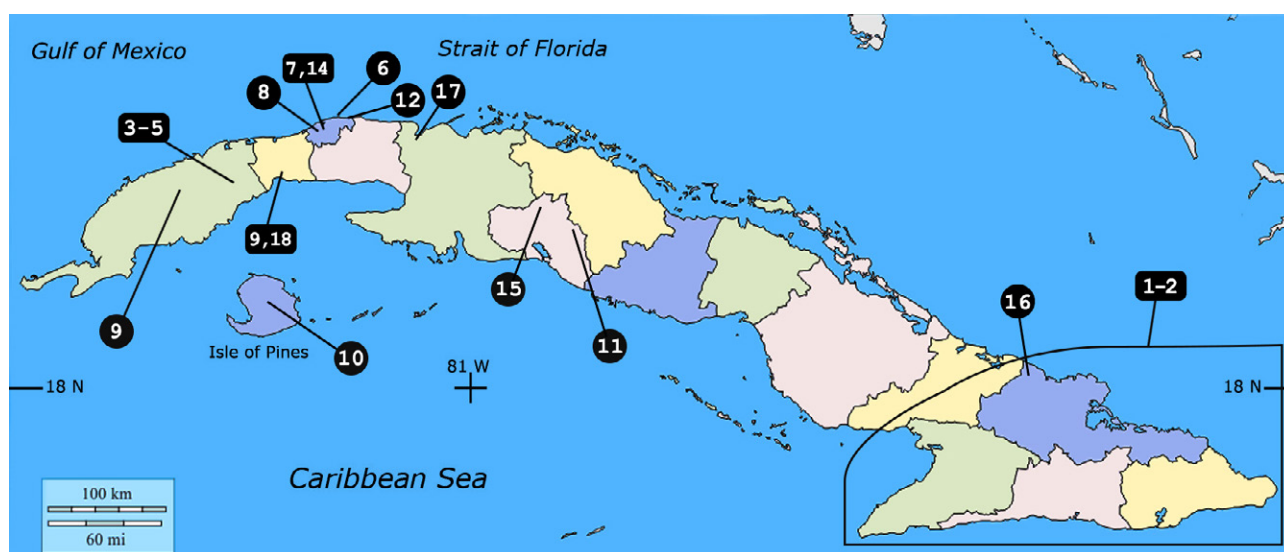 Gulf of Mexico
Strait of Florida
7,14
6
8
12
17
3-5
9,18
1-2
15
16
9
10
11
Isle of Pines
81 W
18 N
18 N
Caribbean Sea
100 km
60 mi